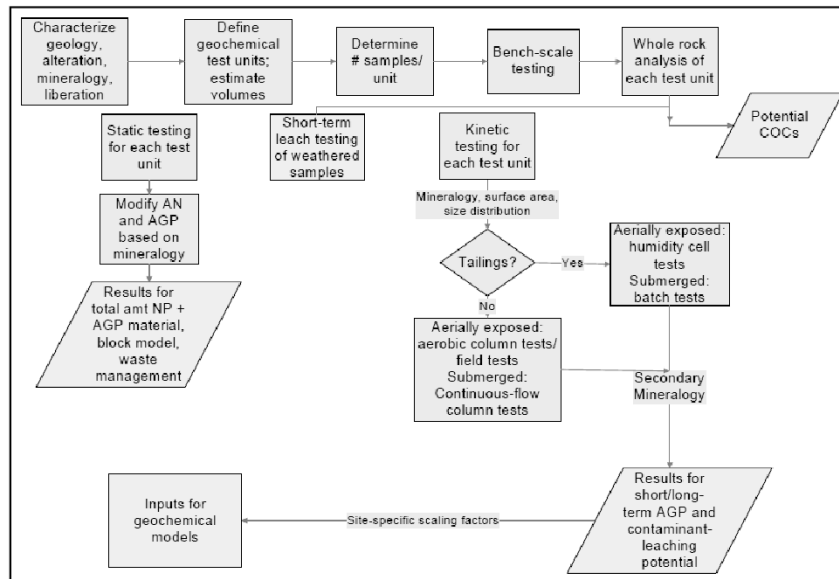 Characterize
geology,
alteration,
mineralogy,
liberation
Define
geochemical
test units;
estimate
volumes
Determine
# samples/
unit
Bench-scale
testing
Whole rock
analysis of
each test unit
Potential
COCs
Static testing
for each test
unit
Short-term
leach testing
of weathered
samples
Kinetic
testing for
each test unit
Modify AN
and AGP
based on
mineralogy
Mineralogy, surface area,
size distribution
Tailings?
Yes
Aerially exposed:
humidity cell
tests
Submerged:
batch tests
Results for
total amt NP +
AGP material,
block model,
waste
management
No
Aerially exposed:
aerobic column tests/
field tests
Submerged:
Continuous-flow
column tests
Secondary
Mineralogy
Inputs for
geochemical
models
Site-specific scaling factors
Results for
short/long-
term AGP and
contaminant-
leaching
potential